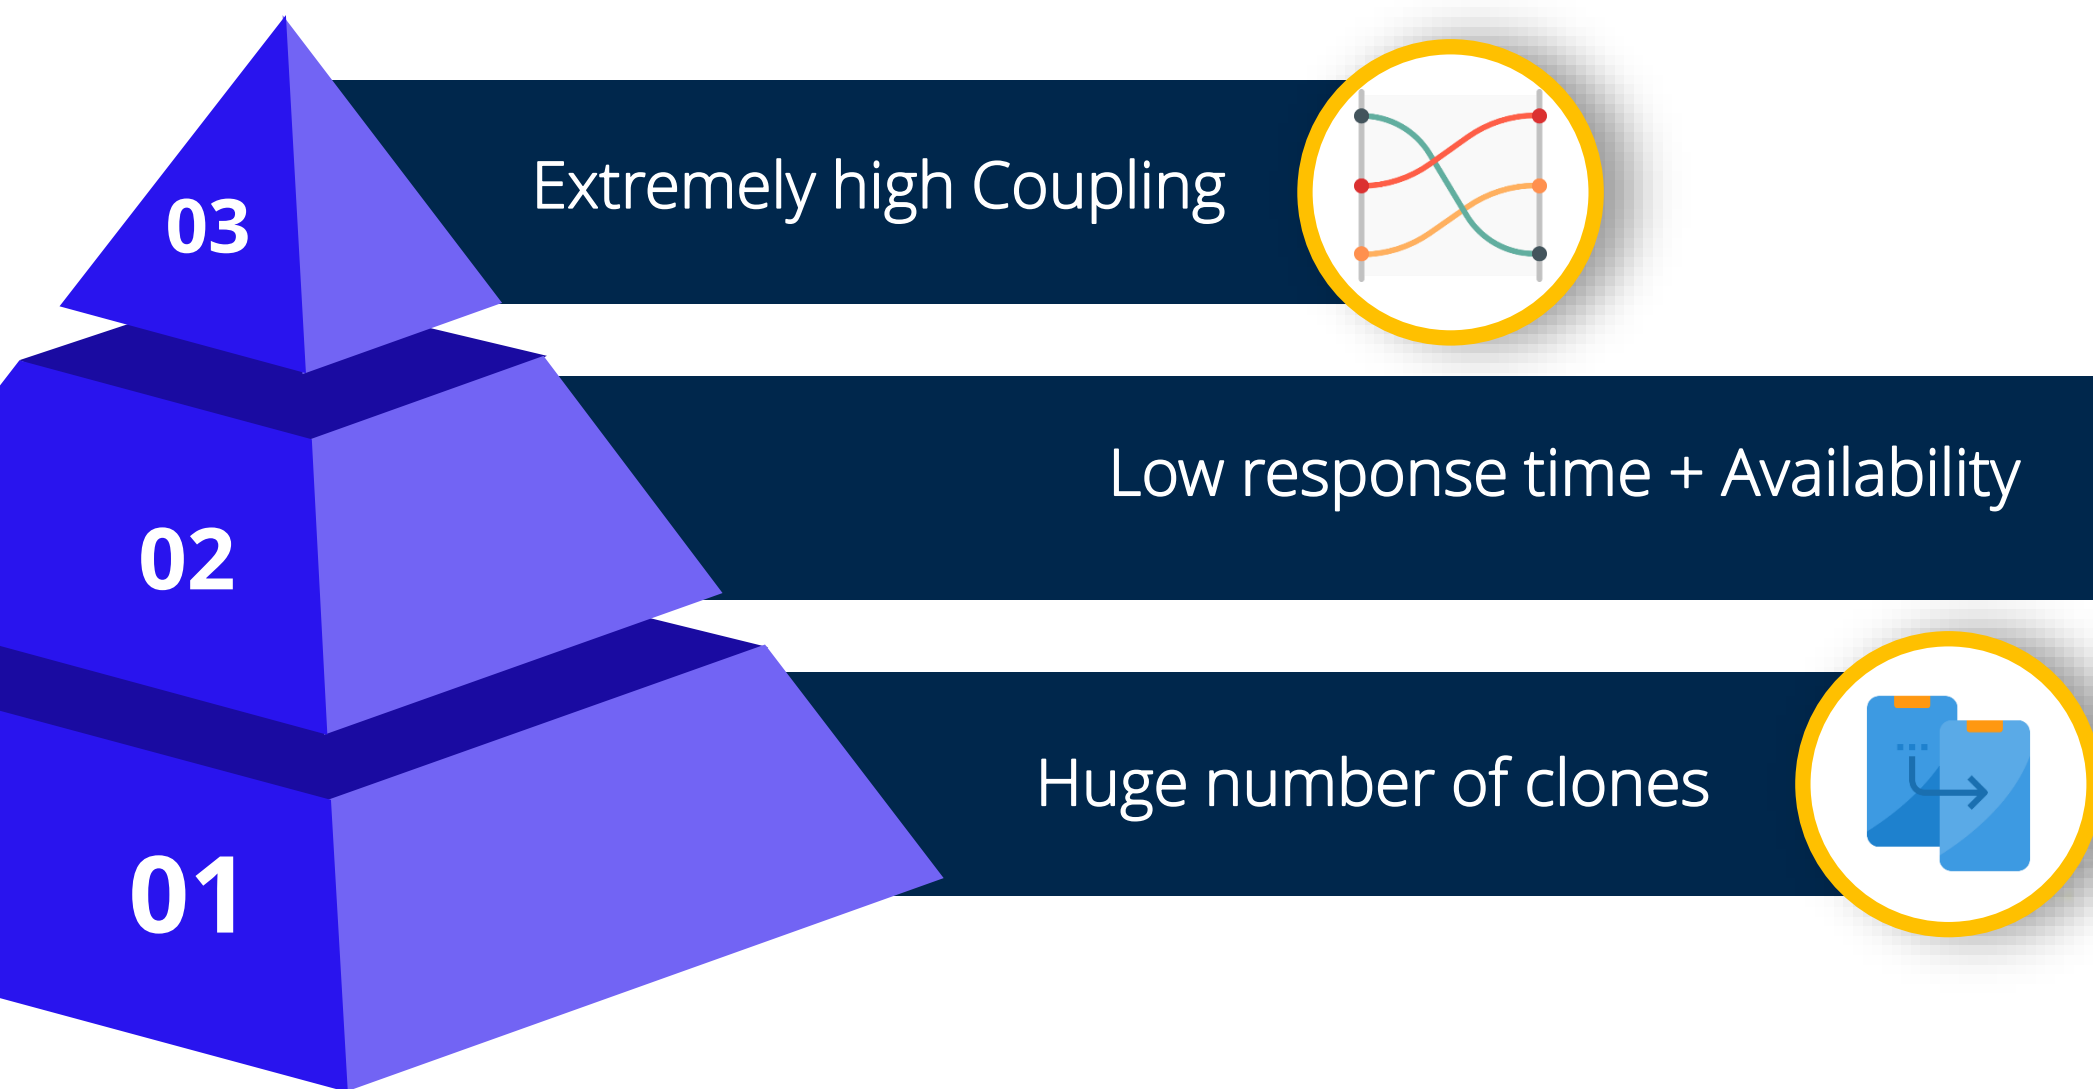 03
Extremely high Coupling
02
Low response time + Availability
01
Huge number of clones